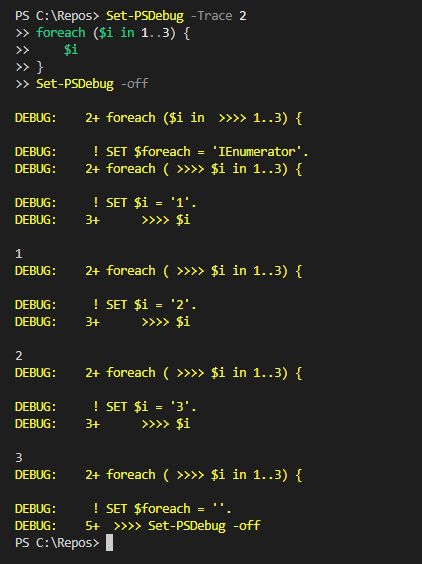 PS C:\Repos> Set-PSDebug -Trace 2
>> foreach ($i in 1..3) {
>>     $i
>> }
>> Set-PSDebug -off
DEBUG:    2+ foreach ($i in  >>>> 1..3) {
DEBUG:     ! SET $foreach = 'IEnumerator'.
DEBUG:    2+ foreach ( >>>> $i in 1..3) {
DEBUG:     ! SET $i = '1'.
DEBUG:    3+      >>>> $i
1
DEBUG:    2+ foreach ( >>>> $i in 1..3) {
DEBUG:     ! SET $i = '2'.
DEBUG:    3+      >>>> $i
2
DEBUG:    2+ foreach ( >>>> $i in 1..3) {
DEBUG:     ! SET $i = '3'.
DEBUG:    3+      >>>> $i
3
DEBUG:    2+ foreach ( >>>> $i in 1..3) {
DEBUG:     ! SET $foreach = ''.
DEBUG:    5+  >>>> Set-PSDebug -off
PS C:\Repos>